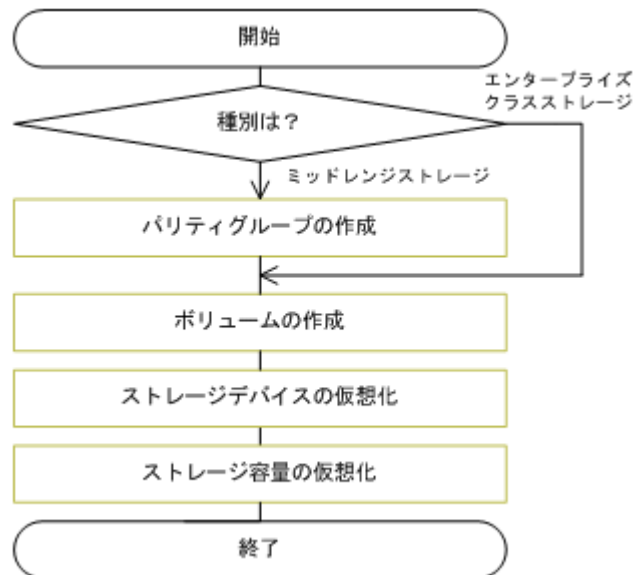 開始
エンタープライズ
クラスストレージ
種別は？
ミッドレンジストレージ
パリティグループの作成
ボリュームの作成
ストレージデバイスの仮想化
ストレージ容量の仮想化
終了